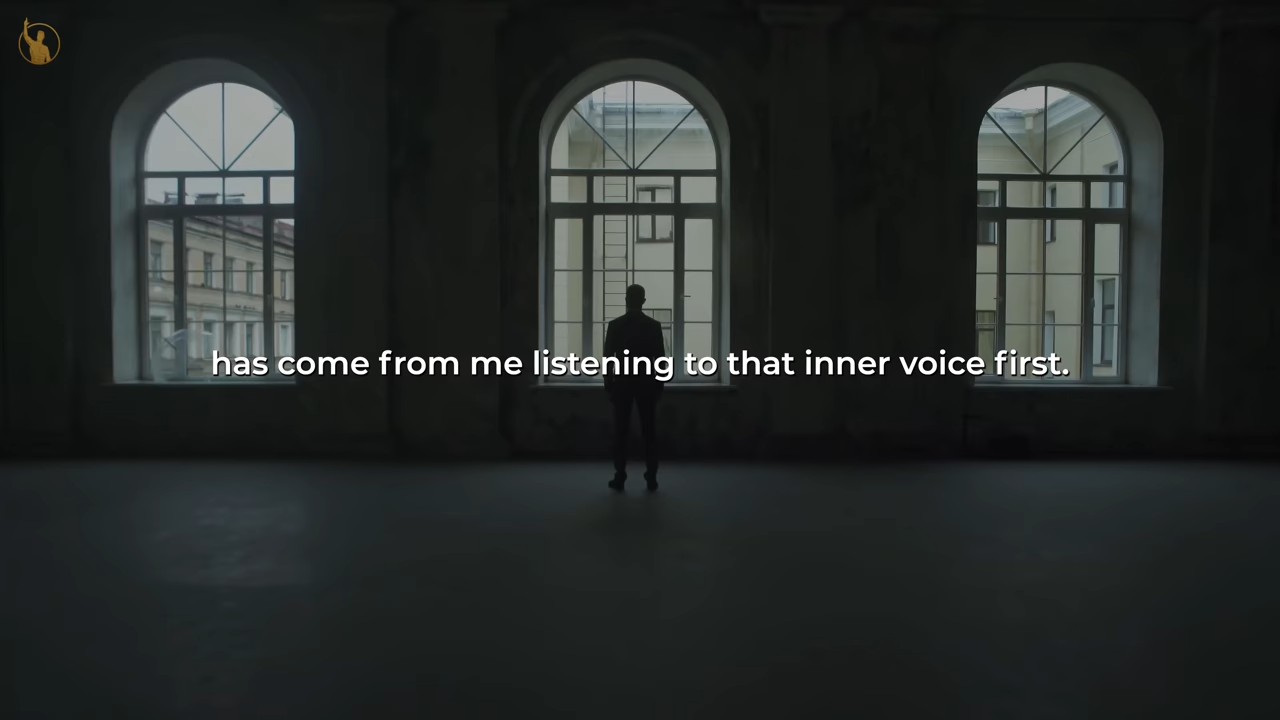 has come from me listening to that inner voice first.